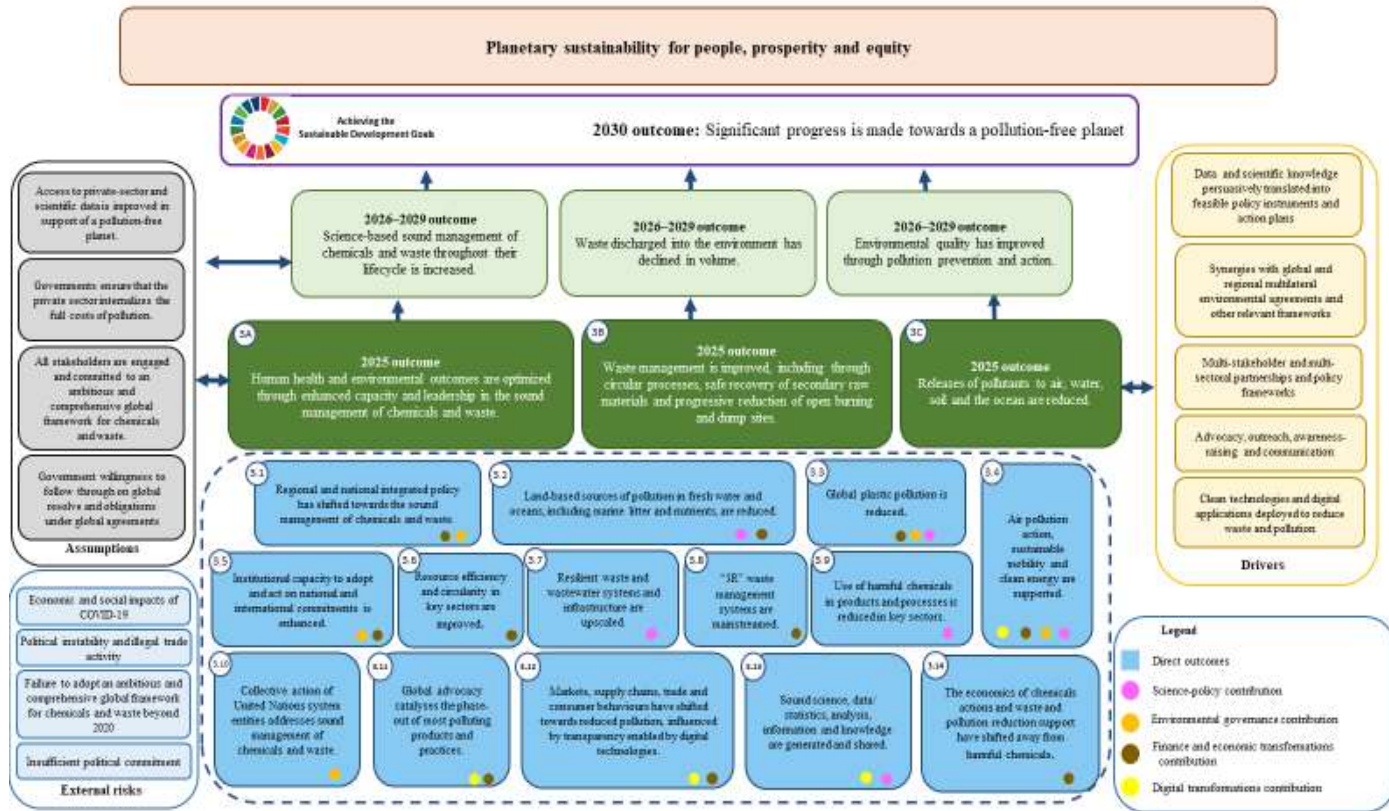 Planetary sustainability for people, prosperity and equity
Achieving the
Sustainable Development Goals
2030 outcome: Significant progress is made towards a pollution-free planet
Access to private-sector and
scientific data is improved in
support of a pollution-free
planet.
Governments ensure that the
private sector internalizes the
full costs of pollution.
All stakeholders are engaged
and committed to an
ambitious and
comprehensive global
framework for chemicals
and waste.
Government willingness to
follow through on global
resolve and obligations
under global agreements
Assumptions
Economic and social impacts of
COVID-19
Political instability and illegal trade
activity
Failure to adopt an ambitious and
comprehensive global framework
for chemicals and waste beyond
2020
Insufficient political commitment
External risks
2026–2029 outcome
Science-based sound management of
chemicals and waste throughout their
lifecycle is increased.
2026–2029 outcome
Waste discharged into the environment has
declined in volume.
2026–2029 outcome
Environmental quality has improved
through pollution prevention and action.
3A
2025 outcome
Human health and environmental outcomes are optimized
through enhanced capacity and leadership in the sound
management of chemicals and waste.
3B
2025 outcome
Waste management is improved, including through
circular processes, safe recovery of secondary raw
materials and progressive reduction of open burning
and dump sites.
3C
2025 outcome
Releases of pollutants to air, water,
soil and the ocean are reduced.
3.1
Regional and national integrated policy
has shifted towards the sound
management of chemicals and waste.
3.2
Land-based sources of pollution in fresh water and
oceans, including marine litter and nutrients, are reduced.
3.3
Global plastic pollution is
reduced.
3.4
Air pollution
action,
sustainable
mobility and
clean energy are
supported.
3.5
Institutional capacity to adopt
and act on national and
international commitments is
enhanced.
3.6
Resource efficiency
and circularity in
key sectors are
improved.
3.7
Resilient waste and
wastewater systems and
infrastructure are
upscaled.
3.8
"3R" waste
management
systems are
mainstreamed.
3.9
Use of harmful chemicals
in products and processes is
reduced in key sectors.
3.10
Collective action of
United Nations system
entities addresses sound
management of
chemicals and waste.
3.11
Global advocacy
catalyses the phase-
out of most polluting
products and
practices.
3.12
Markets, supply chains, trade and
consumer behaviours have shifted
towards reduced pollution, influenced
by transparency enabled by digital
technologies.
3.13
Sound science, data/
statistics, analysis,
information and knowledge
are generated and shared.
3.14
The economics of chemicals
actions and waste and
pollution reduction support
have shifted away from
harmful chemicals.
Data and scientific knowledge
persuasively translated into
feasible policy instruments and
action plans
Synergies with global and
regional multilateral
environmental agreements and
other relevant frameworks
Multi-stakeholder and multi-
sectoral partnerships and policy
frameworks
Advocacy, outreach, awareness-
raising and communication
Clean technologies and digital
applications deployed to reduce
waste and pollution
Drivers
Legend
Direct outcomes
Science-policy contribution
Environmental governance contribution
Finance and economic transformations
contribution
Digital transformations contribution